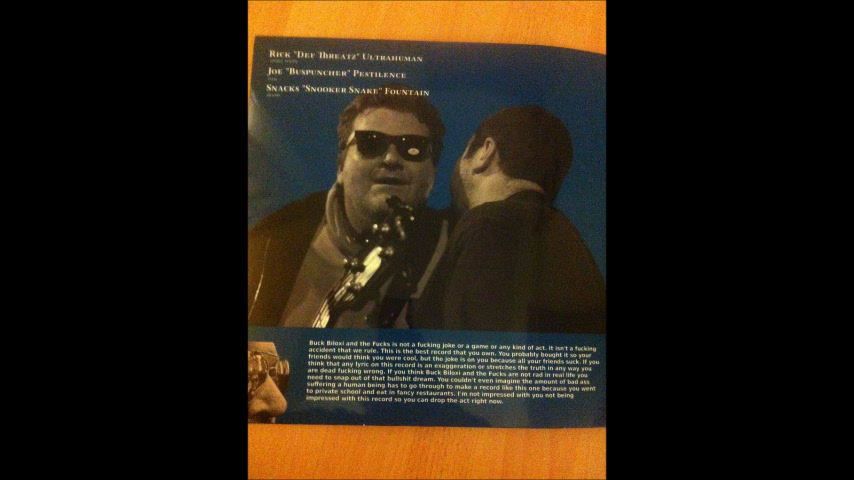 Rick "Def Threatz" Ultrahuman
Joe "Buspuncher" Pestilence
Snacks "Snooker Snake" Fountain
Buck Biloxi and the Fucks is not a fucking joke or a game or any kind of act. It isn't a fucking
accident that we rule. This is the best record that you own. You probably bought it so your
friends would think you were cool, but the joke is on you because all your friends suck. If you
think that any lyric on this record is an exaggeration or stretches the truth in any way you
are dead fucking wrong. If you think Buck Biloxi and the Fucks are not rad in real life you
need to snap out of that bullshit dream. You couldn't even imagine the amount of bad ass
suffering a human being has to go through to make a record like this one because you went
to private school and eat in fancy restaurants. I'm not impressed with you not being
impressed with this record so you can drop the act right now.